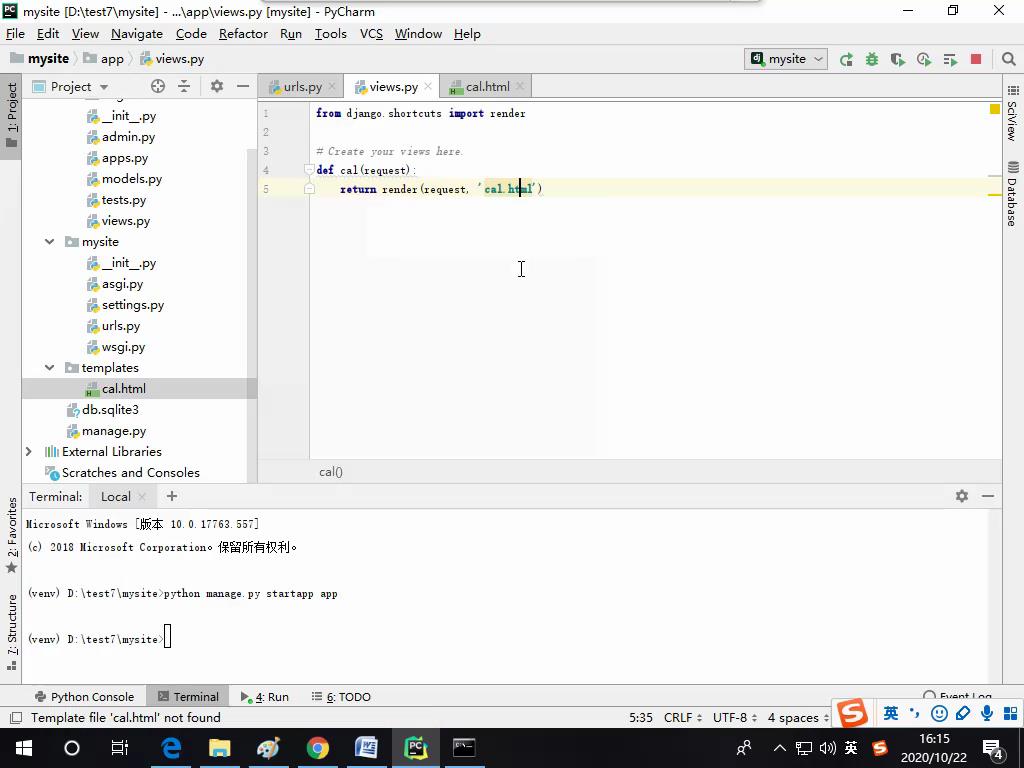 mysite [D:\test7\mysite] - ...\app\views.py [mysite] - PyCharm
File Edit View Navigate Code Refactor Run Tools VCS Window Help
mysite app views.py mysite
Project urls.py views.py cal.html
1: Project
__init__.py
admin.py
apps.py
models.py
tests.py
views.py
mysite
__init__.py
asgi.py
settings.py
urls.py
wsgi.py
templates
cal.html
db.sqlite3
manage.py
External Libraries
Scratches and Consoles
1 from django.shortcuts import render
2
3 # Create your views here.
4 def cal(request):
5 return render(request, 'cal.html')
cal()
SciView
Database
2: Favorites
7: Structure
Terminal: Local +
Microsoft Windows [版本 10.0.17763.557]
(c) 2018 Microsoft Corporation。保留所有权利。
(venv) D:\test7\mysite>python manage.py startapp app
(venv) D:\test7\mysite>
Python Console Terminal 4: Run 6: TODO Event Log
Template file 'cal.html' not found 5:35 CRLF UTF-8 4 spaces 英
英 16:15
2020/10/22 4